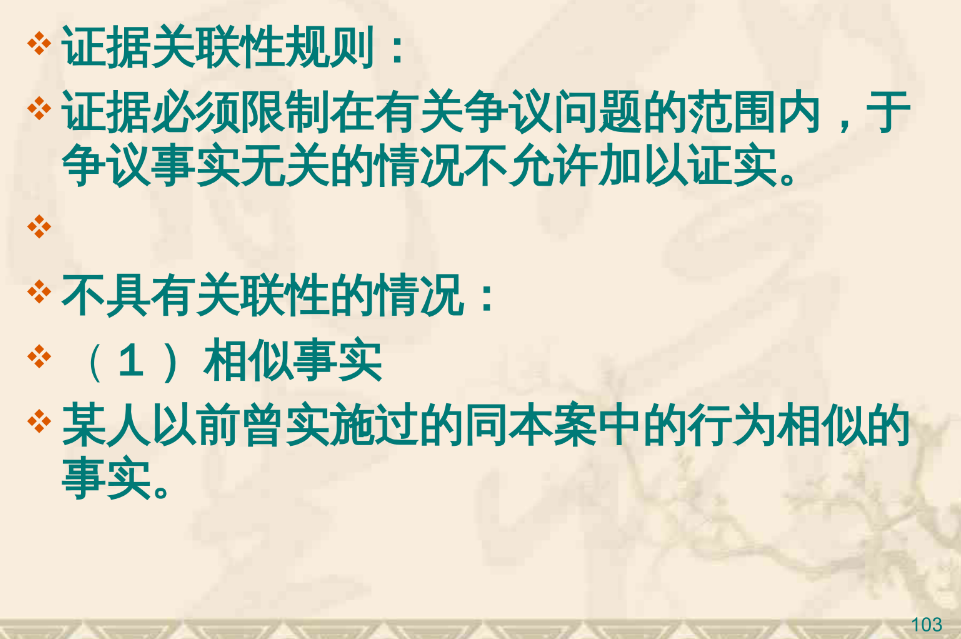 证据关联性规则：
证据必须限制在有关争议问题的范围内，于
争议事实无关的情况不允许加以证实。
不具有关联性的情况：
（１）相似事实
某人以前曾实施过的同本案中的行为相似的
事实。
103